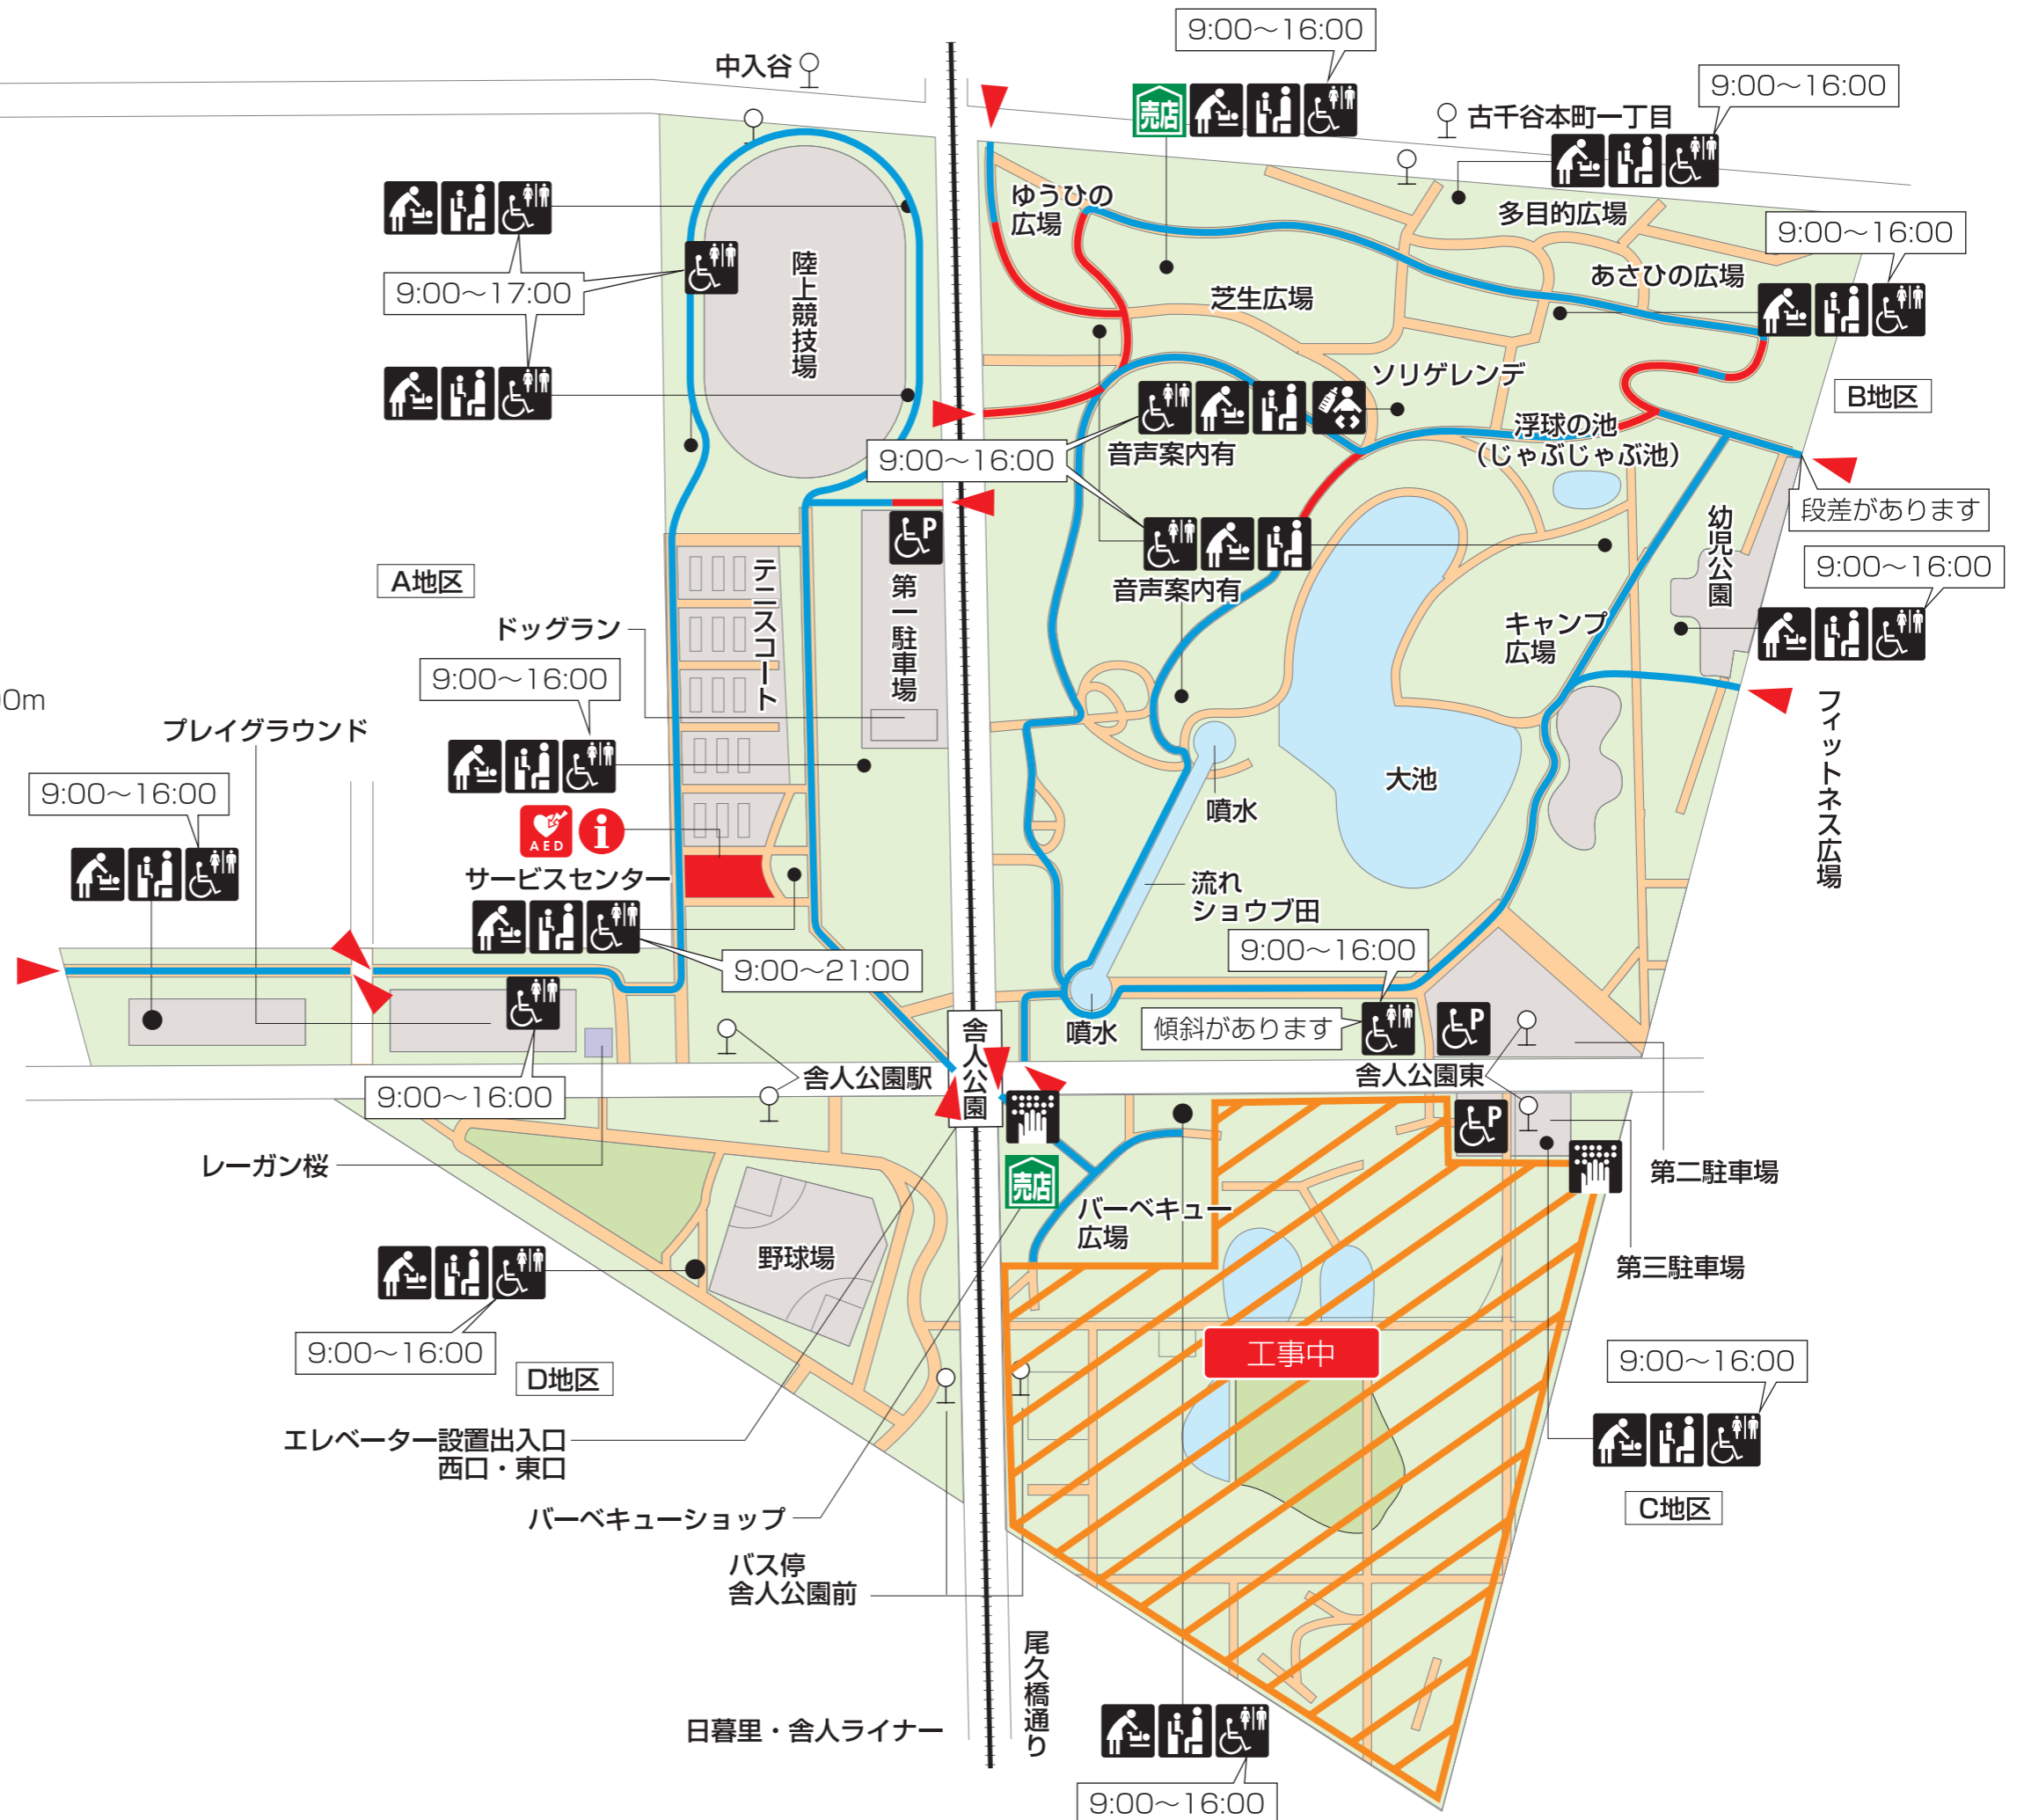 9:00〜16:00
中入谷
売店
9:00〜16:00
古千谷本町一丁目
ゆうひの
広場
多目的広場
9:00〜16:00
あさひの広場
陸上競技場
9:00〜17:00
芝生広場
ソリゲレンデ
B地区
浮球の池
（じゃぶじゃぶ池）
音声案内有
9:00〜16:00
段差があります
P
幼児公園
9:00〜16:00
A地区
テニスコート
第一駐車場
音声案内有
ドッグラン
キャンプ
広場
9:00〜16:00
00m
プレイグラウンド
フィットネス広場
大池
9:00〜16:00
噴水
AED
i
サービスセンター
流れ
ショウブ田
9:00〜16:00
9:00〜21:00
噴水
傾斜があります
P
舎人公園
舎人公園駅
舎人公園東
9:00〜16:00
P
レーガン桜
売店
第二駐車場
バーベキュー
広場
野球場
第三駐車場
9:00〜16:00
工事中
9:00〜16:00
D地区
エレベーター設置出入口
西口・東口
C地区
バーベキューショップ
バス停
舎人公園前
尾久橋通り
日暮里・舎人ライナー
9:00〜16:00